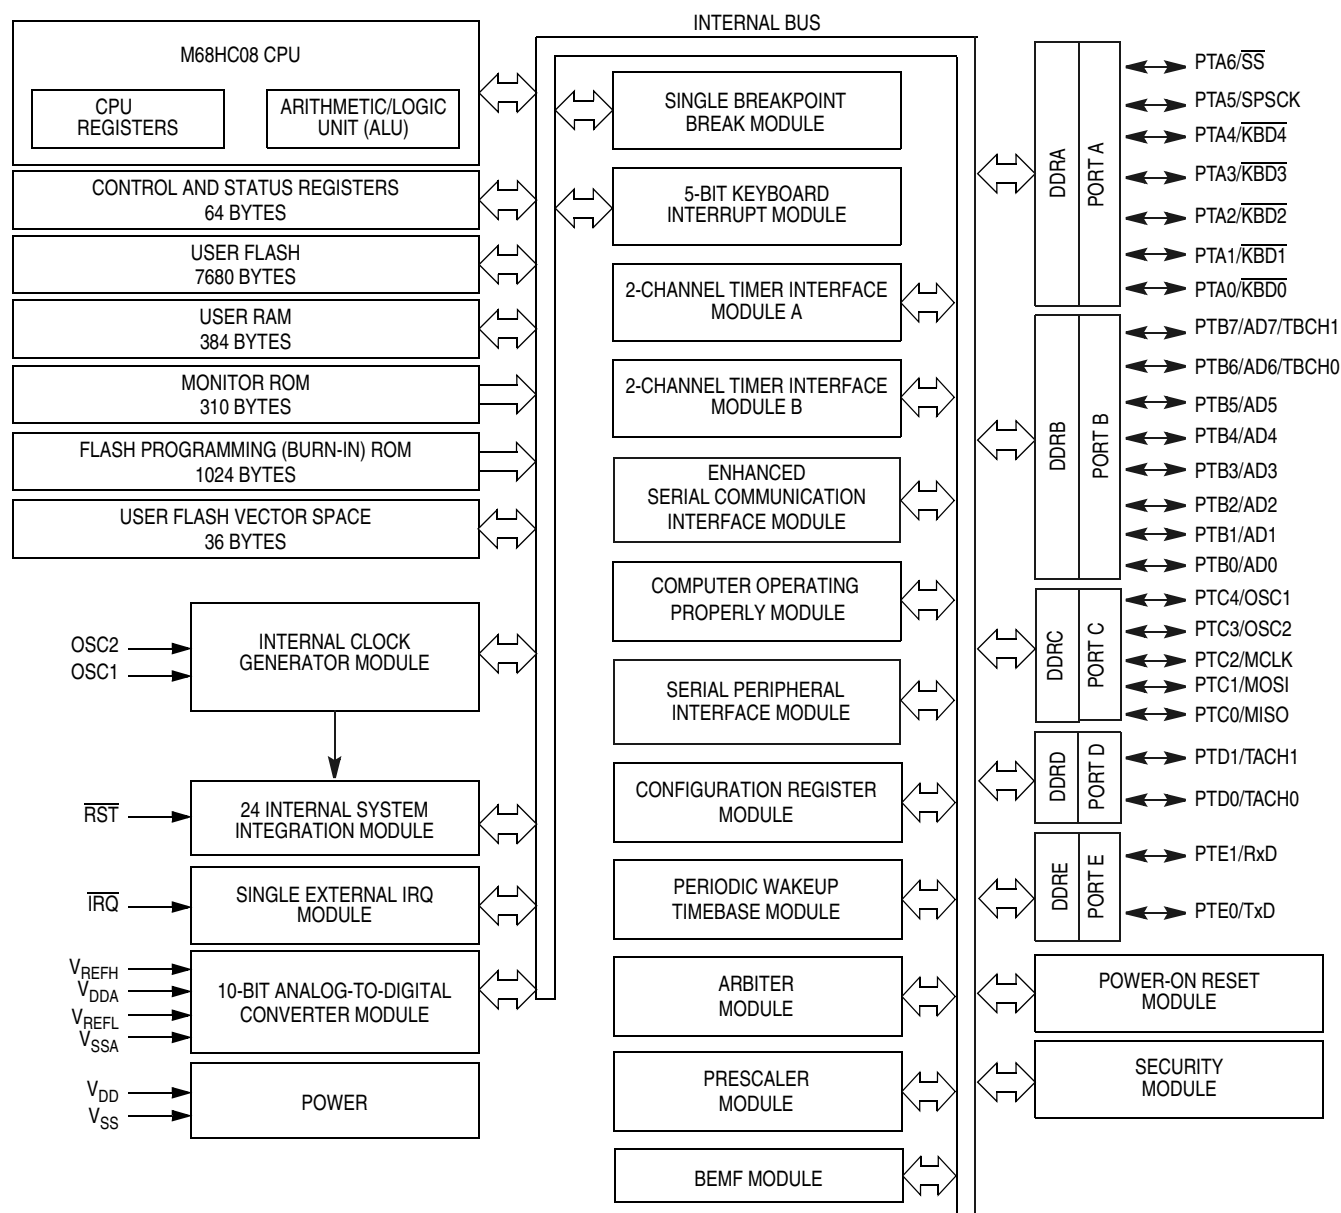 INTERNAL BUS
M68HC08 CPU
CPU
REGISTERS
ARITHMETIC/LOGIC
UNIT (ALU)
CONTROL AND STATUS REGISTERS
64 BYTES
USER FLASH
7680 BYTES
USER RAM
384 BYTES
MONITOR ROM
310 BYTES
FLASH PROGRAMMING (BURN-IN) ROM
1024 BYTES
USER FLASH VECTOR SPACE
36 BYTES
OSC2
OSC1
INTERNAL CLOCK
GENERATOR MODULE
RST
24 INTERNAL SYSTEM
INTEGRATION MODULE
IRQ
SINGLE EXTERNAL IRQ
MODULE
VREFH
VDDA
VREFL
VSSA
10-BIT ANALOG-TO-DIGITAL
CONVERTER MODULE
VDD
VSS
POWER
SINGLE BREAKPOINT
BREAK MODULE
5-BIT KEYBOARD
INTERRUPT MODULE
2-CHANNEL TIMER INTERFACE
MODULE A
2-CHANNEL TIMER INTERFACE
MODULE B
ENHANCED
SERIAL COMMUNICATION
INTERFACE MODULE
COMPUTER OPERATING
PROPERLY MODULE
SERIAL PERIPHERAL
INTERFACE MODULE
CONFIGURATION REGISTER
MODULE
PERIODIC WAKEUP
TIMEBASE MODULE
ARBITER
MODULE
PRESCALER
MODULE
BEMF MODULE
DDRA
PORT A
PTA6/SS
PTA5/SPSCK
PTA4/KBD4
PTA3/KBD3
PTA2/KBD2
PTA1/KBD1
PTA0/KBD0
DDRB
PORT B
PTB7/AD7/TBCH1
PTB6/AD6/TBCH0
PTB5/AD5
PTB4/AD4
PTB3/AD3
PTB2/AD2
PTB1/AD1
PTB0/AD0
DDRC
PORT C
PTC4/OSC1
PTC3/OSC2
PTC2/MCLK
PTC1/MOSI
PTC0/MISO
DDRD
PORT D
PTD1/TACH1
PTD0/TACH0
DDRE
PORT E
PTE1/RxD
PTE0/TxD
POWER-ON RESET
MODULE
SECURITY
MODULE